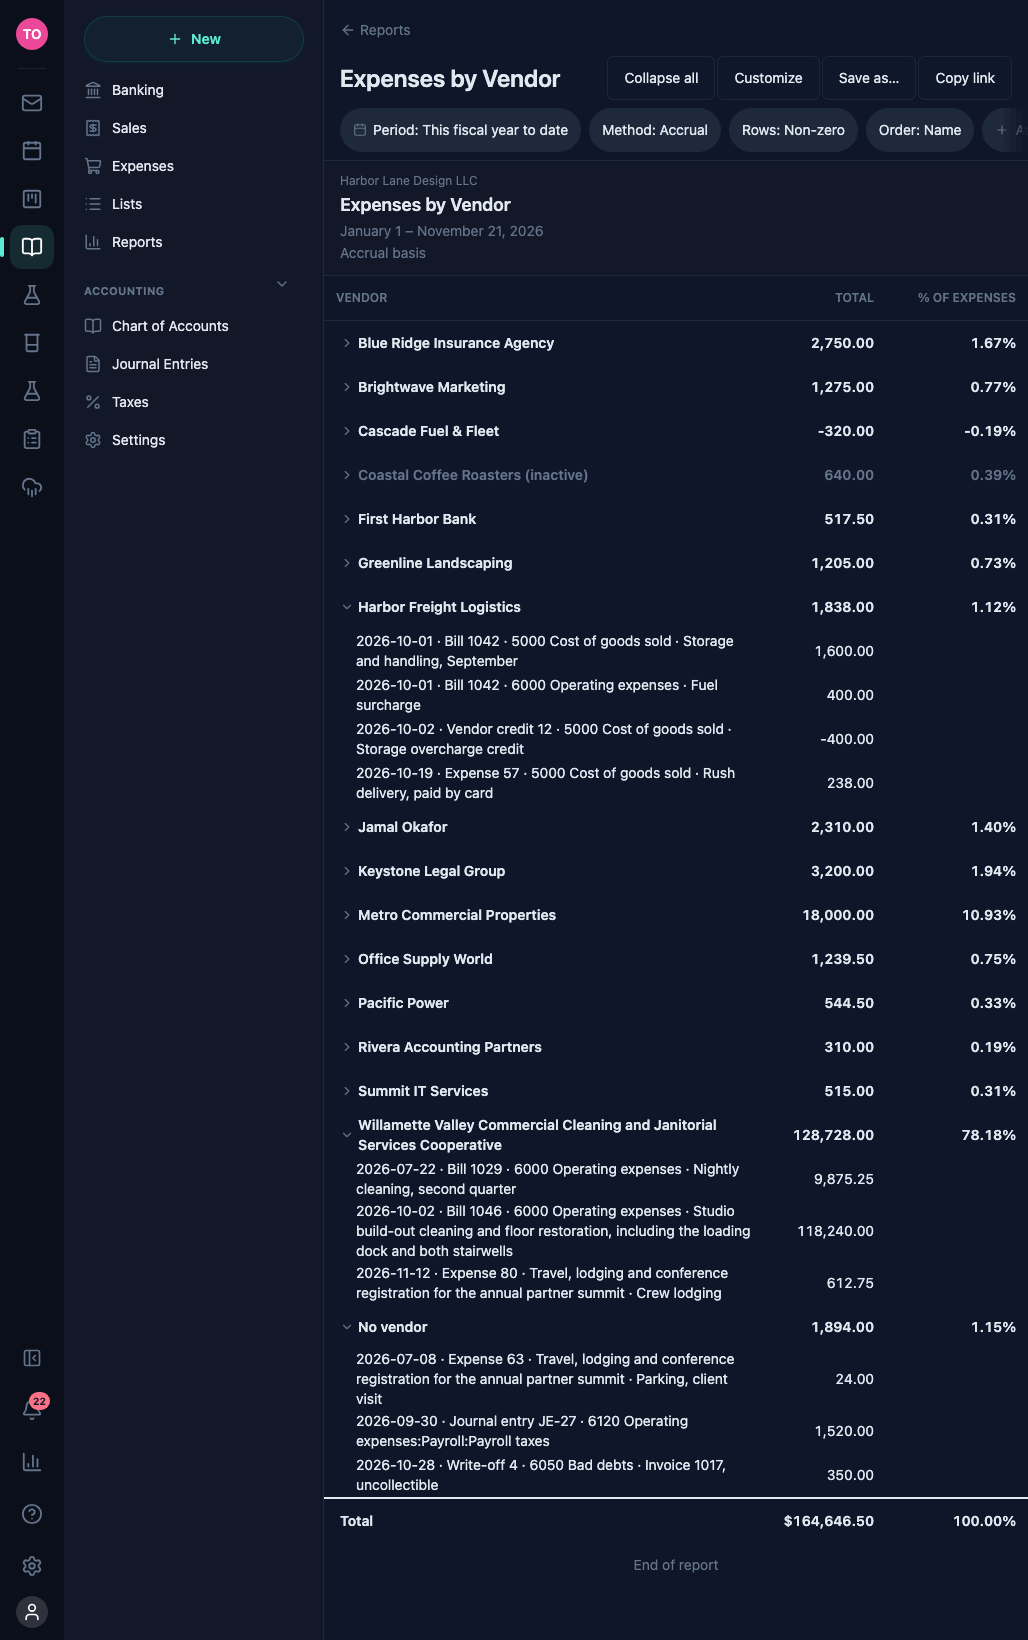 TO
New
Banking
Sales
Expenses
Lists
Reports
ACCOUNTING
Chart of Accounts
Journal Entries
Taxes
Settings
22
Reports
Expenses by Vendor
Collapse all
Customize
Save as...
Copy link
Period: This fiscal year to date
Method: Accrual
Rows: Non-zero
Order: Name
Harbor Lane Design LLC
Expenses by Vendor
January 1 – November 21, 2026
Accrual basis
VENDOR TOTAL % OF EXPENSES
Blue Ridge Insurance Agency 2,750.00 1.67%
Brightwave Marketing 1,275.00 0.77%
Cascade Fuel & Fleet -320.00 -0.19%
Coastal Coffee Roasters (inactive) 640.00 0.39%
First Harbor Bank 517.50 0.31%
Greenline Landscaping 1,205.00 0.73%
Harbor Freight Logistics 1,838.00 1.12%
2026-10-01 · Bill 1042 · 5000 Cost of goods sold · Storage
and handling, September 1,600.00
2026-10-01 · Bill 1042 · 6000 Operating expenses · Fuel
surcharge 400.00
2026-10-02 · Vendor credit 12 · 5000 Cost of goods sold ·
Storage overcharge credit -400.00
2026-10-19 · Expense 57 · 5000 Cost of goods sold · Rush
delivery, paid by card 238.00
Jamal Okafor 2,310.00 1.40%
Keystone Legal Group 3,200.00 1.94%
Metro Commercial Properties 18,000.00 10.93%
Office Supply World 1,239.50 0.75%
Pacific Power 544.50 0.33%
Rivera Accounting Partners 310.00 0.19%
Summit IT Services 515.00 0.31%
Willamette Valley Commercial Cleaning and Janitorial
Services Cooperative 128,728.00 78.18%
2026-07-22 · Bill 1029 · 6000 Operating expenses · Nightly
cleaning, second quarter 9,875.25
2026-10-02 · Bill 1046 · 6000 Operating expenses · Studio
build-out cleaning and floor restoration, including the loading
dock and both stairwells 118,240.00
2026-11-12 · Expense 80 · Travel, lodging and conference
registration for the annual partner summit · Crew lodging 612.75
No vendor 1,894.00 1.15%
2026-07-08 · Expense 63 · Travel, lodging and conference
registration for the annual partner summit · Parking, client
visit 24.00
2026-09-30 · Journal entry JE-27 · 6120 Operating
expenses:Payroll:Payroll taxes 1,520.00
2026-10-28 · Write-off 4 · 6050 Bad debts · Invoice 1017,
uncollectible 350.00
Total $164,646.50 100.00%
End of report